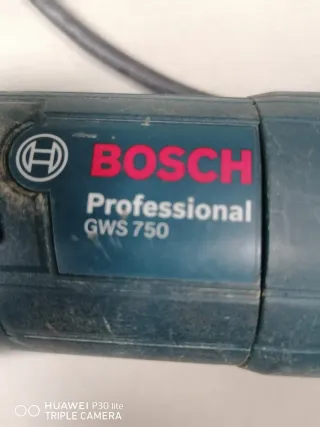 BOSCH
Professional
GWS 750
HUAWEI P30 lite
TRIPLE CAMERA